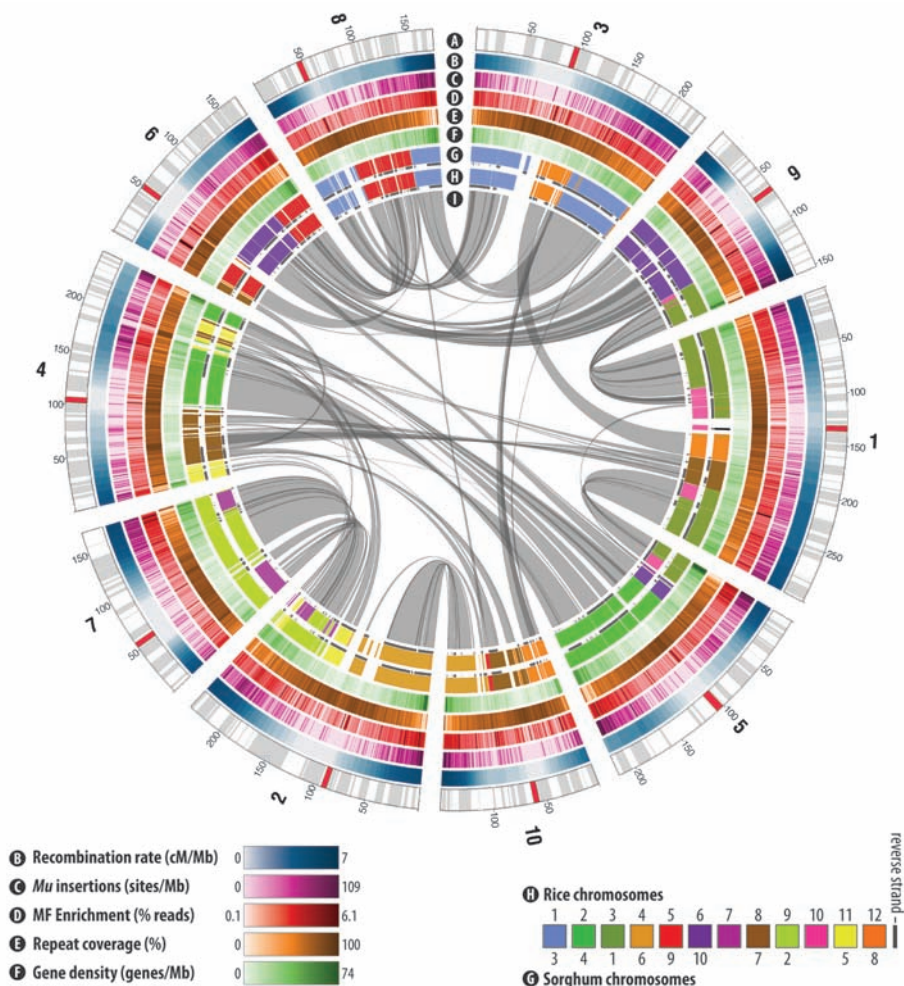 8
50
100
150
A
B
C
D
E
F
G
H
I
3
50
100
150
200
9
50
100
150
1
50
100
150
200
250
5
50
100
150
200
10
50
100
2
50
100
150
200
7
50
100
150
4
50
100
150
200
6
50
100
150
B Recombination rate (cM/Mb) 0 7
C Mu insertions (sites/Mb) 0 109
D MF Enrichment (% reads) 0.1 6.1
E Repeat coverage (%) 0 100
F Gene density (genes/Mb) 0 74
H Rice chromosomes
1 2 3 4 5 6 7 8 9 10 11 12
3 4 1 6 9 10 7 2 5 8
G Sorghum chromosomes
reverse strand –